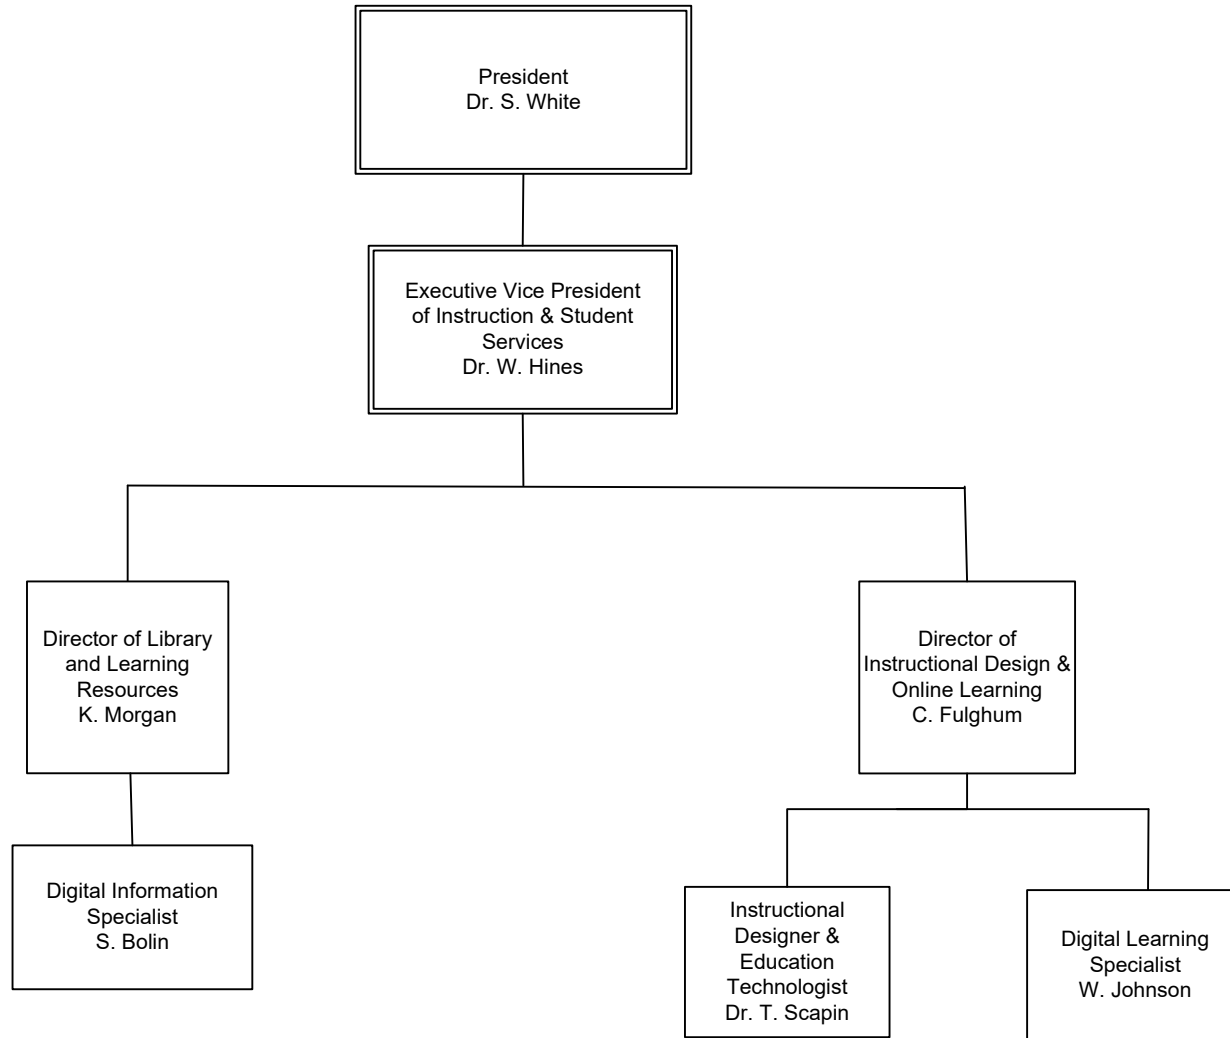 President
Dr. S. White
Executive Vice President
of Instruction & Student
Services
Dr. W. Hines
Director of Library
and Learning
Resources
K. Morgan
Director of
Instructional Design &
Online Learning
C. Fulghum
Digital Information
Specialist
S. Bolin
Instructional
Designer &
Education
Technologist
Dr. T. Scapin
Digital Learning
Specialist
W. Johnson